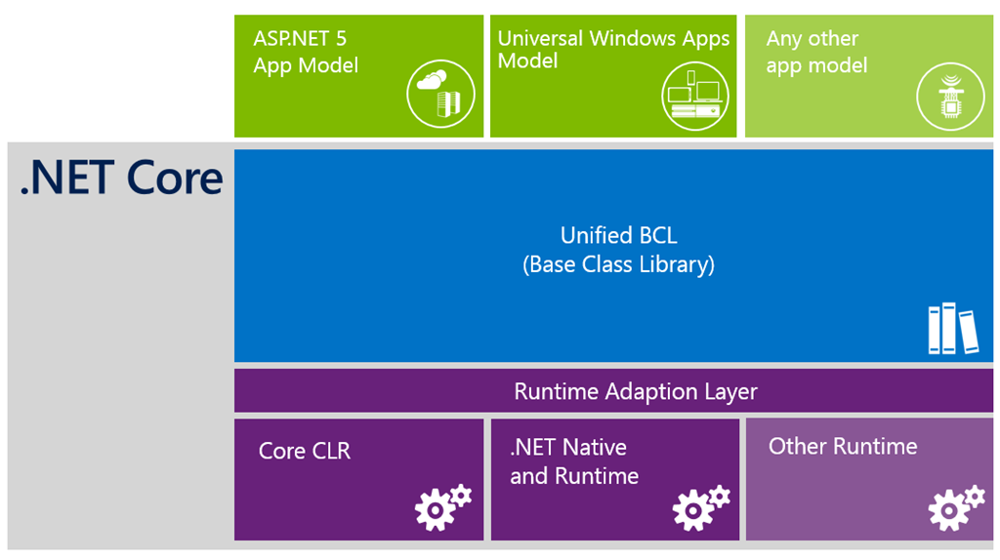 ASP.NET 5
App Model
Universal Windows Apps
Model
Any other
app model
.NET Core
Unified BCL
(Base Class Library)
Runtime Adaption Layer
Core CLR
.NET Native
and Runtime
Other Runtime